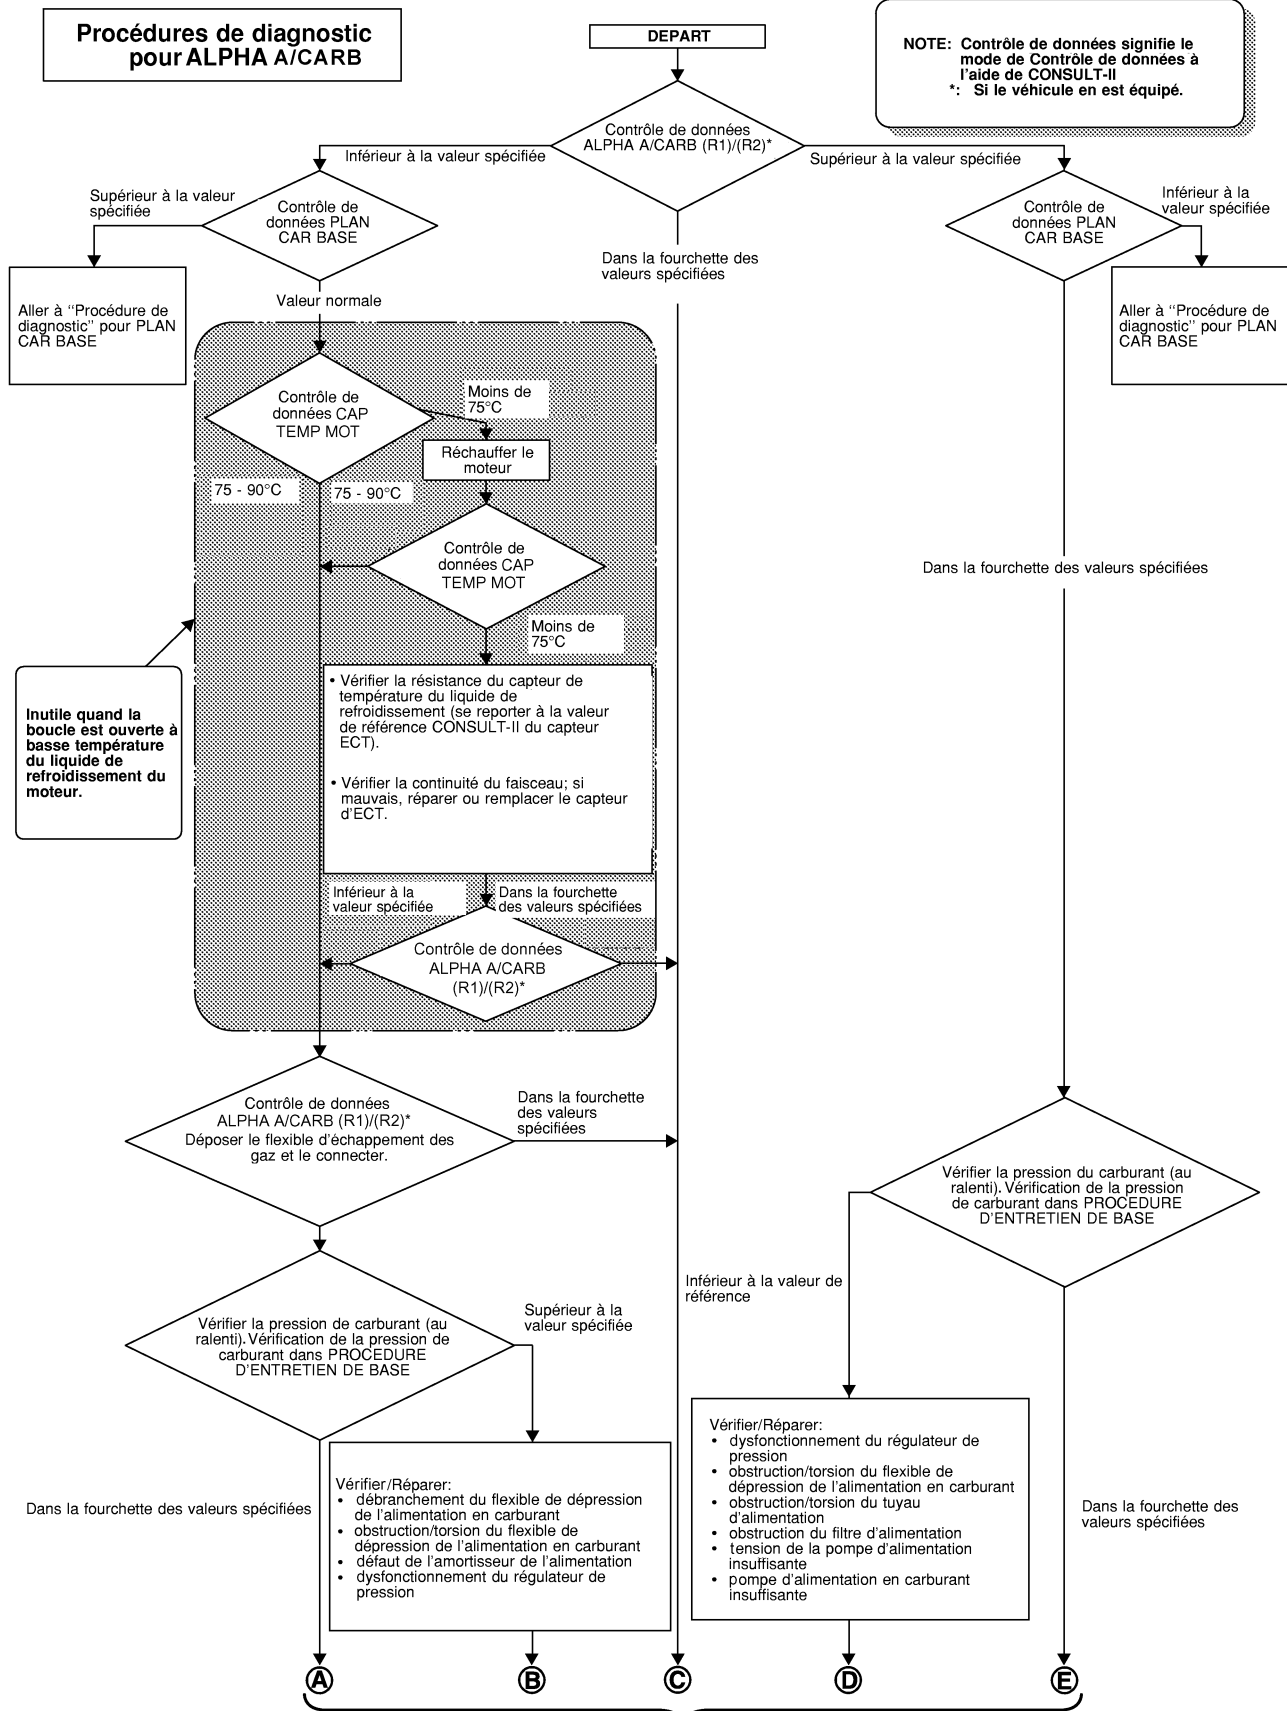 Procédures de diagnostic
pour ALPHA A/CARB
DEPART
NOTE: Contrôle de données signifie le
mode de Contrôle de données à
l'aide de CONSULT-II
*: Si le véhicule en est équipé.
Contrôle de données
ALPHA A/CARB (R1)/(R2)*
Inférieur à la valeur spécifiée
Supérieur à la valeur spécifiée
Supérieur à la valeur
spécifiée
Contrôle de
données PLAN
CAR BASE
Contrôle de
données PLAN
CAR BASE
Inférieur à la
valeur spécifiée
Dans la fourchette des
valeurs spécifiées
Aller à "Procédure de
diagnostic" pour PLAN
CAR BASE
Valeur normale
Aller à "Procédure de
diagnostic" pour PLAN
CAR BASE
Contrôle de
données CAP
TEMP MOT
Moins de
75°C
Réchauffer le
moteur
75 - 90°C
75 - 90°C
Contrôle de
données CAP
TEMP MOT
Dans la fourchette des valeurs spécifiées
Moins de
75°C
Inutile quand la
boucle est ouverte à
basse température
du liquide de
refroidissement du
moteur.
• Vérifier la résistance du capteur de
température du liquide de
refroidissement (se reporter à la valeur
de référence CONSULT-II du capteur
ECT).
• Vérifier la continuité du faisceau; si
mauvais, réparer ou remplacer le capteur
d'ECT.
Inférieur à la
valeur spécifiée
Dans la fourchette
des valeurs spécifiées
Contrôle de données
ALPHA A/CARB
(R1)/(R2)*
Contrôle de données
ALPHA A/CARB (R1)/(R2)*
Déposer le flexible d'échappement des
gaz et le connecter.
Dans la fourchette
des valeurs
spécifiées
Vérifier la pression du carburant (au
ralenti). Vérification de la pression
de carburant dans PROCEDURE
D'ENTRETIEN DE BASE
Inférieur à la valeur de
référence
Vérifier la pression de carburant (au
ralenti). Vérification de la pression de
carburant dans PROCEDURE
D'ENTRETIEN DE BASE
Supérieur à la
valeur spécifiée
Dans la fourchette des valeurs spécifiées
Vérifier/Réparer:
• débranchement du flexible de dépression
de l'alimentation en carburant
• obstruction/torsion du flexible de
dépression de l'alimentation en carburant
• défaut de l'amortisseur de l'alimentation
• dysfonctionnement du régulateur de
pression
Vérifier/Réparer:
• dysfonctionnement du régulateur de
pression
• obstruction/torsion du flexible de
dépression de l'alimentation en carburant
• obstruction/torsion du tuyau
d'alimentation
• obstruction du filtre d'alimentation
• tension de la pompe d'alimentation
insuffisante
• pompe d'alimentation en carburant
insuffisante
Dans la fourchette des
valeurs spécifiées
A
B
C
D
E